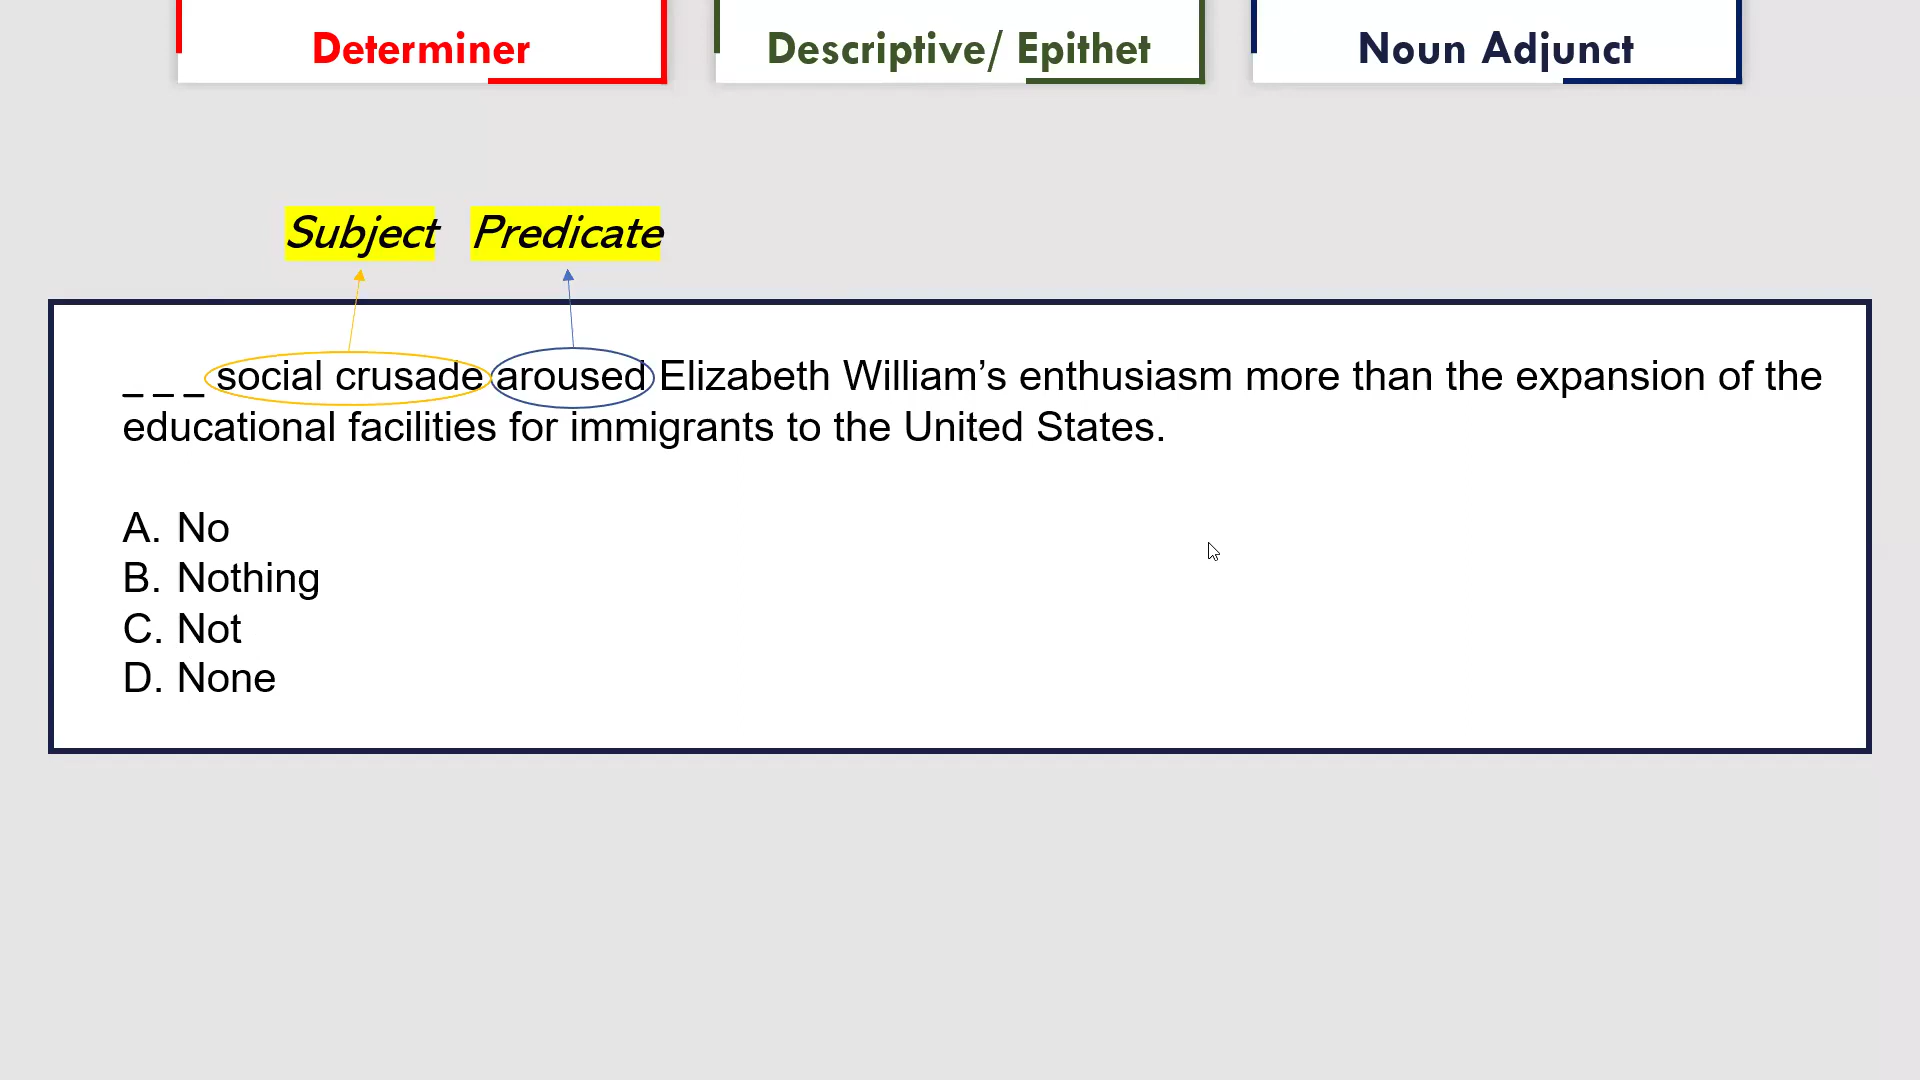 Determiner
Descriptive/ Epithet
Noun Adjunct
Subject
Predicate
_ _ _ social crusade aroused Elizabeth William’s enthusiasm more than the expansion of the
educational facilities for immigrants to the United States.
A. No
B. Nothing
C. Not
D. None